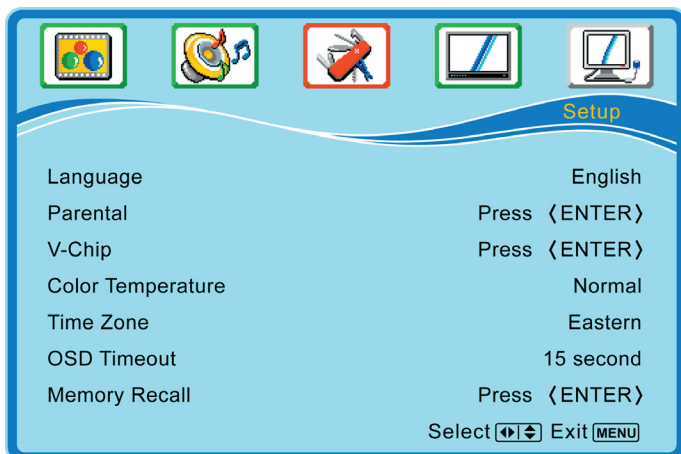 Setup
Language English
Parental Press 〈ENTER〉
V-Chip Press 〈ENTER〉
Color Temperature Normal
Time Zone Eastern
OSD Timeout 15 second
Memory Recall Press 〈ENTER〉
Select Exit MENU